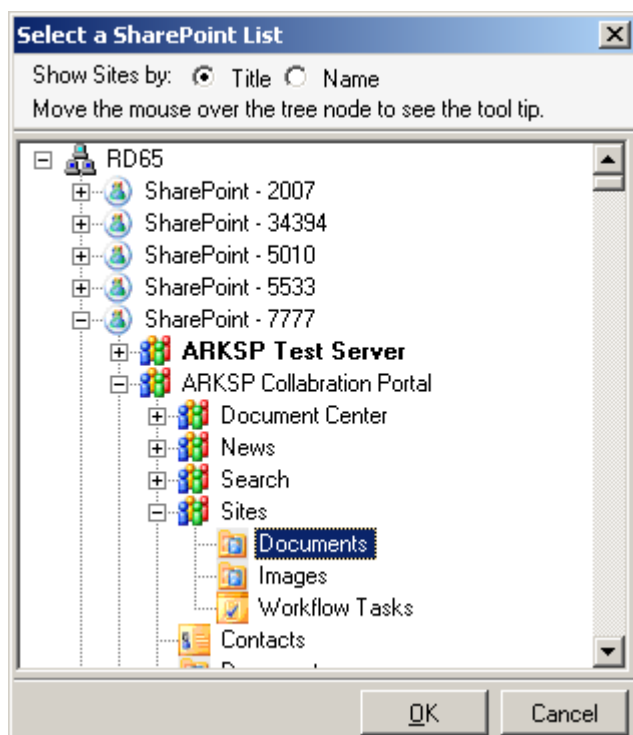 Select a SharePoint List
Show Sites by: Title Name
Move the mouse over the tree node to see the tool tip.
RD65
SharePoint - 2007
SharePoint - 34394
SharePoint - 5010
SharePoint - 5533
SharePoint - 7777
ARKSP Test Server
ARKSP Collabration Portal
Document Center
News
Search
Sites
Documents
Images
Workflow Tasks
Contacts
OK Cancel